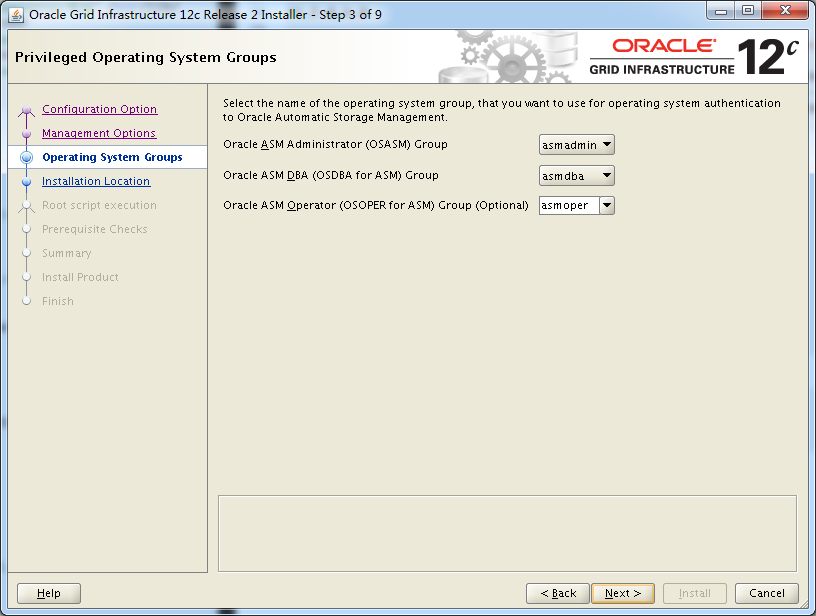 Oracle Grid Infrastructure 12c Release 2 Installer - Step 3 of 9
Privileged Operating System Groups
ORACLE
GRID INFRASTRUCTURE
12c
Configuration Option
Management Options
Operating System Groups
Installation Location
Root script execution
Prerequisite Checks
Summary
Install Product
Finish
Select the name of the operating system group, that you want to use for operating system authentication
to Oracle Automatic Storage Management.
Oracle ASM Administrator (OSASM) Group asmadmin
Oracle ASM DBA (OSDBA for ASM) Group asmdba
Oracle ASM Operator (OSOPER for ASM) Group (Optional) asmoper
Help
< Back
Next >
Install
Cancel